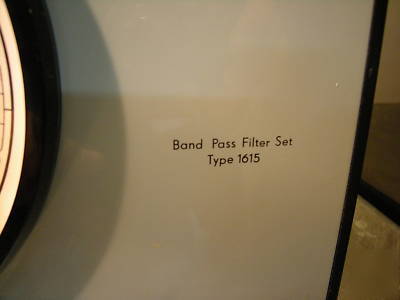 Band Pass Filter Set
Type 1615